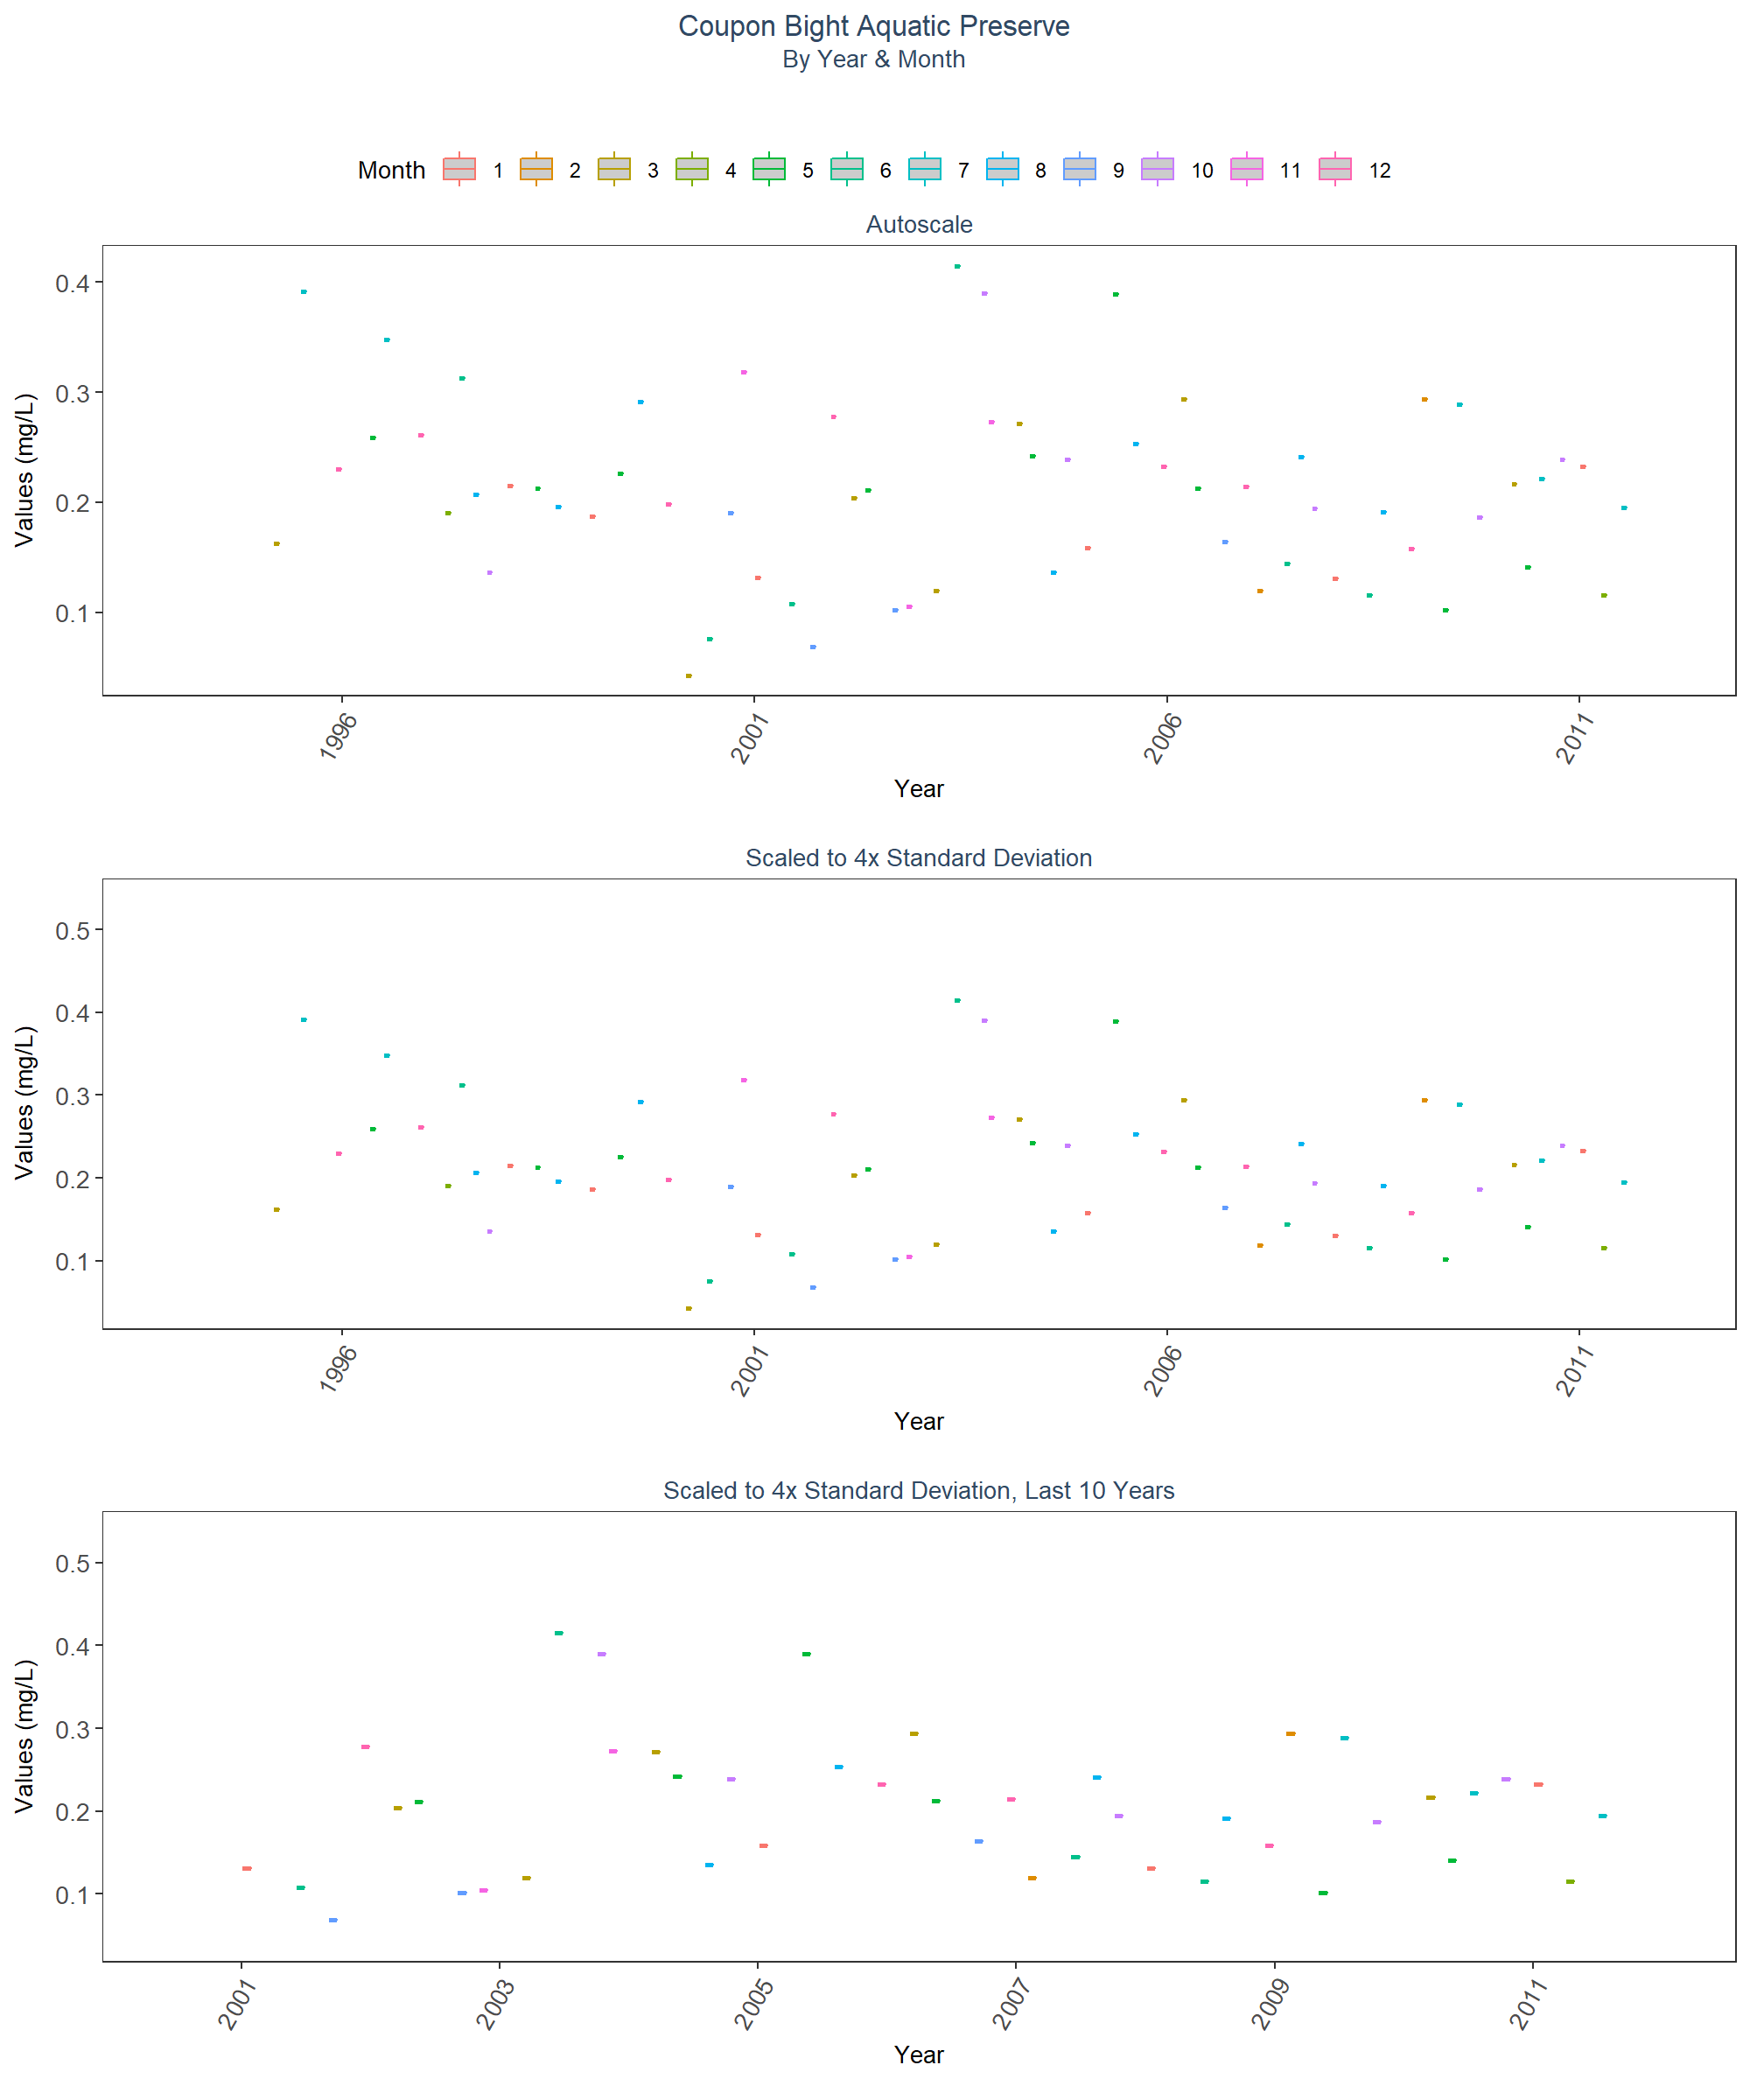 Coupon Bight Aquatic Preserve
By Year & Month
Month 1 2 3 4 5 6 7 8 9 10 11 12
Autoscale
Values (mg/L)
0.4
0.3
0.2
0.1
1996 2001 2006 2011
Year
Scaled to 4x Standard Deviation
Values (mg/L)
0.5
0.4
0.3
0.2
0.1
1996 2001 2006 2011
Year
Scaled to 4x Standard Deviation, Last 10 Years
Values (mg/L)
0.5
0.4
0.3
0.2
0.1
2001 2003 2005 2007 2009 2011
Year